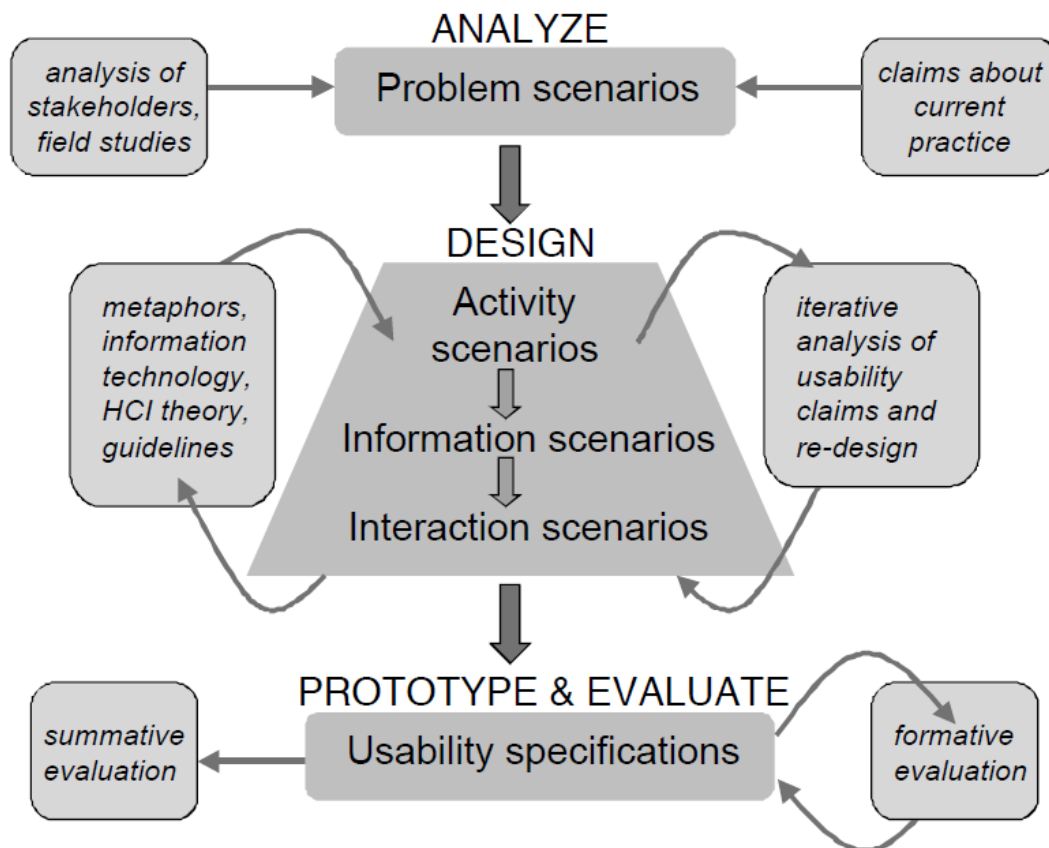 ANALYZE
analysis of
stakeholders,
field studies
Problem scenarios
claims about
current
practice
DESIGN
metaphors,
information
technology,
HCI theory,
guidelines
Activity
scenarios
Information scenarios
Interaction scenarios
iterative
analysis of
usability
claims and
re-design
PROTOTYPE & EVALUATE
summative
evaluation
Usability specifications
formative
evaluation